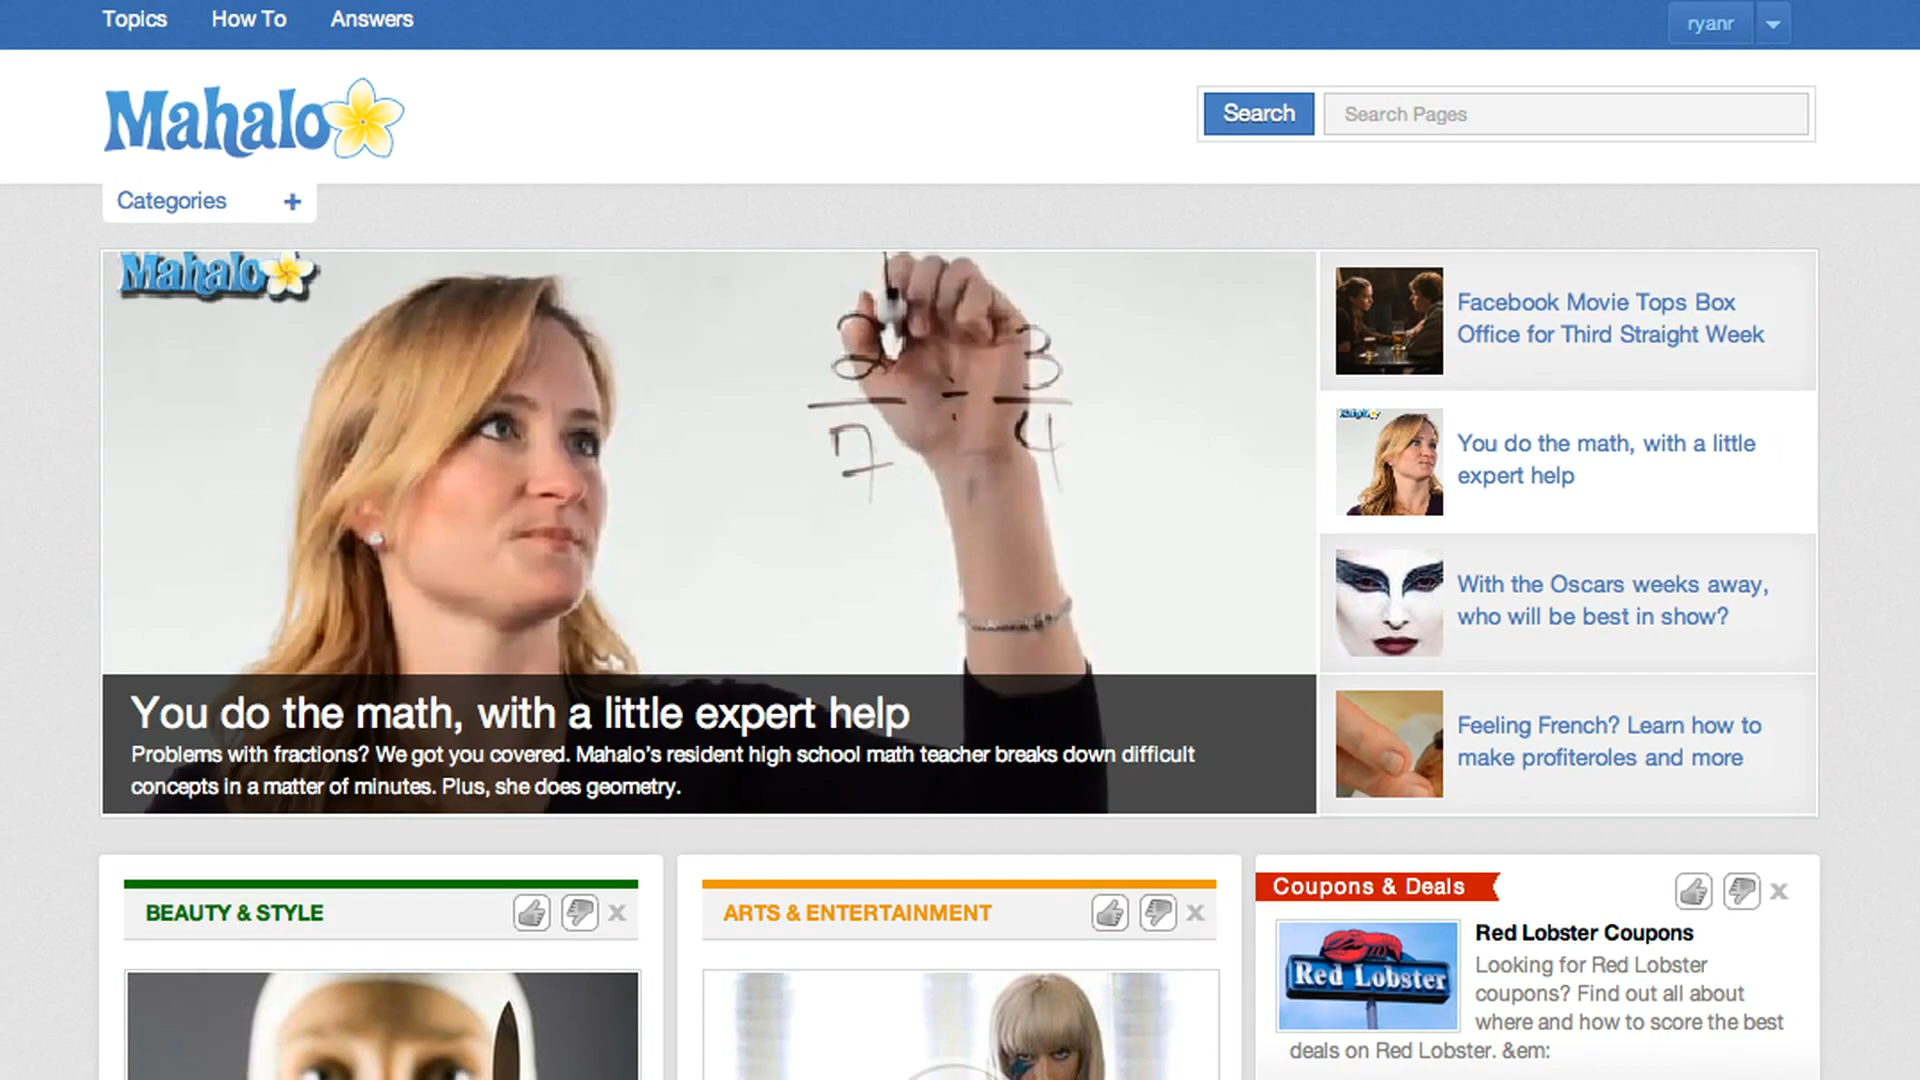 Topics How To Answers
ryanr
Mahalo
Search Search Pages
Categories +
Mahalo
2 ÷ 3
7 4
You do the math, with a little expert help
Problems with fractions? We got you covered. Mahalo's resident high school math teacher breaks down difficult
concepts in a matter of minutes. Plus, she does geometry.
Facebook Movie Tops Box
Office for Third Straight Week
Mahalo
You do the math, with a little
expert help
With the Oscars weeks away,
who will be best in show?
Feeling French? Learn how to
make profiteroles and more
BEAUTY & STYLE
ARTS & ENTERTAINMENT
Coupons & Deals
Red Lobster
Red Lobster Coupons
Looking for Red Lobster
coupons? Find out all about
where and how to score the best
deals on Red Lobster. &em: